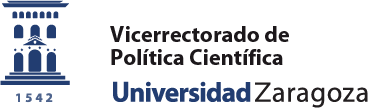 Vicerrectorado de
Política Científica
UniversidadZaragoza
1542